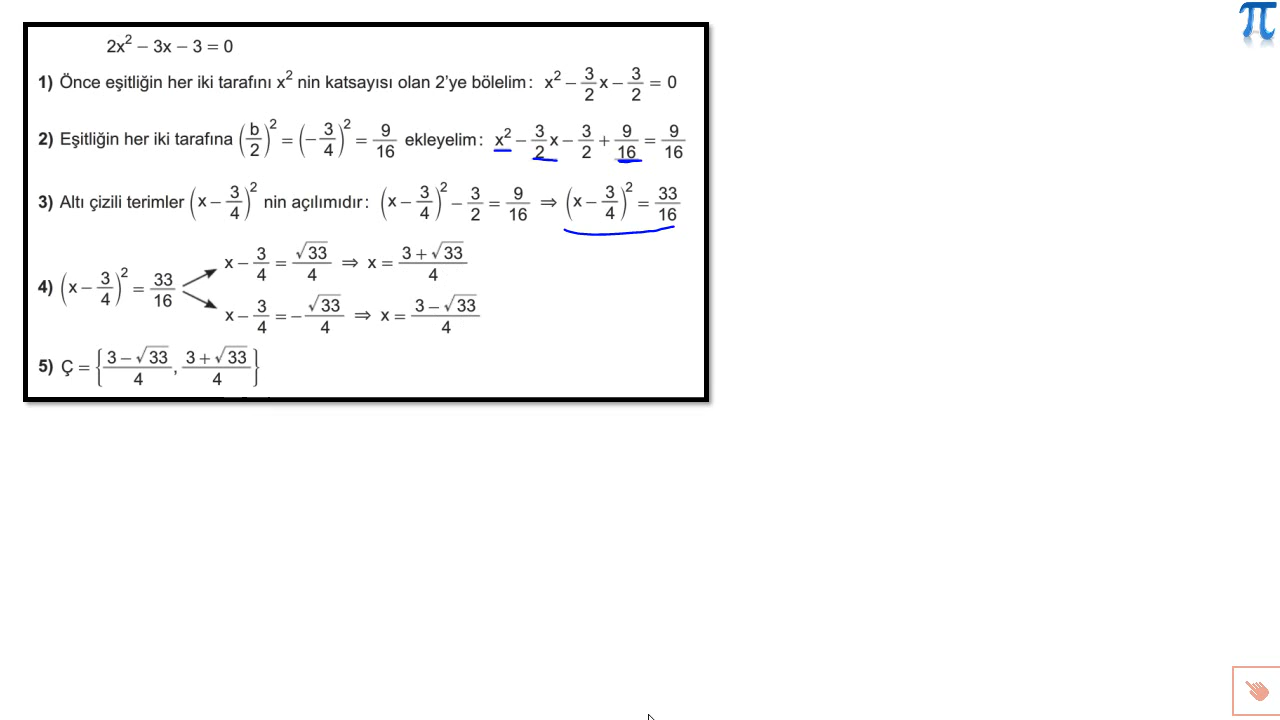 2x² − 3x − 3 = 0
1) Önce eşitliğin her iki tarafını x² nin katsayısı olan 2'ye bölelim: x² − 3/2 x − 3/2 = 0
2) Eşitliğin her iki tarafına (b/2)² = (−3/4)² = 9/16 ekleyelim: x² − 3/2 x − 3/2 + 9/16 = 9/16
3) Altı çizili terimler (x − 3/4)² nin açılımıdır: (x − 3/4)² − 3/2 = 9/16 ⇒ (x − 3/4)² = 33/16
4) (x − 3/4)² = 33/16
x − 3/4 = √33/4 ⇒ x = (3 + √33)/4
x − 3/4 = −√33/4 ⇒ x = (3 − √33)/4
5) Ç = {(3 − √33)/4, (3 + √33)/4}
π